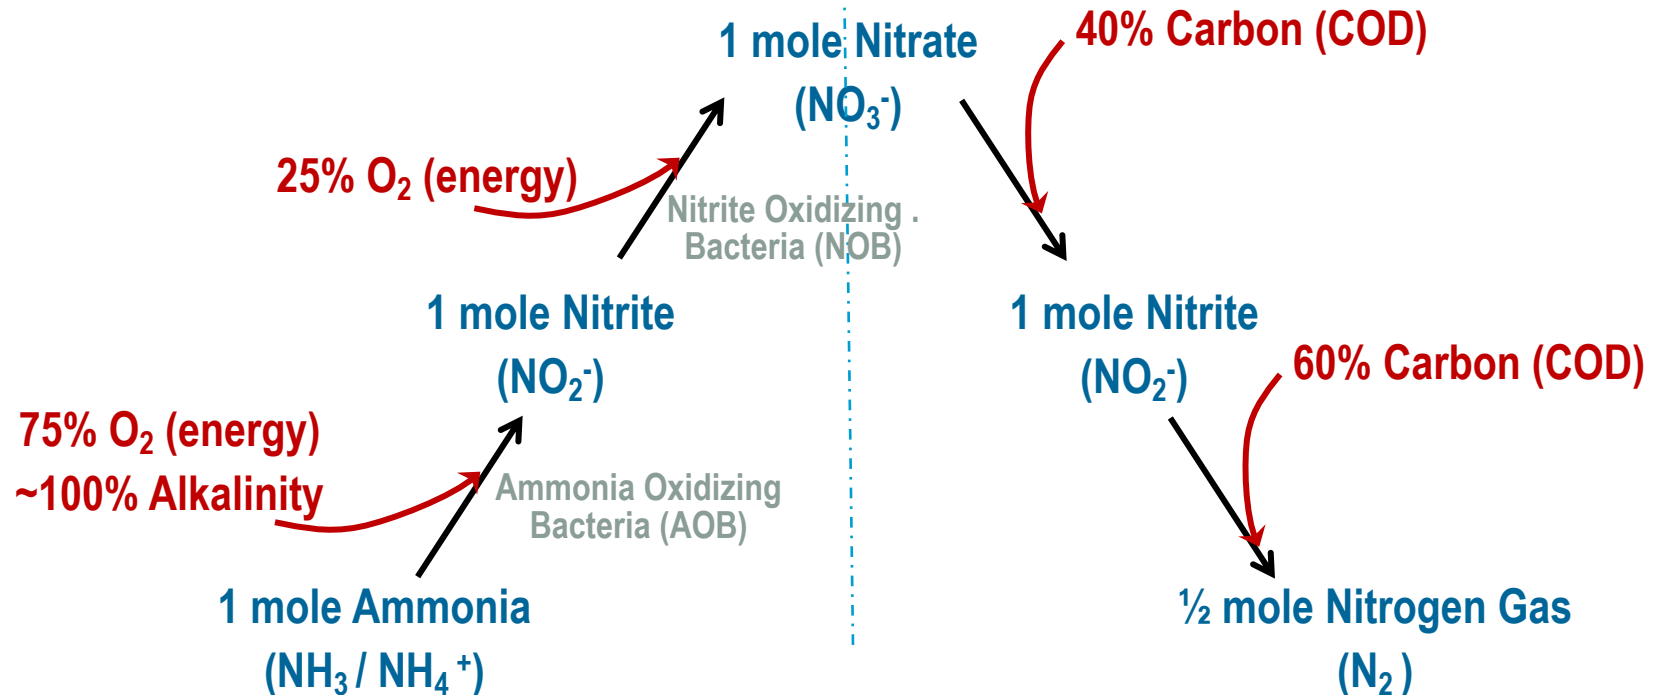 1 mole Nitrate
(NO₃⁻)
40% Carbon (COD)
25% O₂ (energy)
Nitrite Oxidizing .
Bacteria (NOB)
1 mole Nitrite
(NO₂⁻)
1 mole Nitrite
(NO₂⁻)
60% Carbon (COD)
75% O₂ (energy)
~100% Alkalinity
Ammonia Oxidizing
Bacteria (AOB)
1 mole Ammonia
(NH₃ / NH₄⁺)
½ mole Nitrogen Gas
(N₂ )